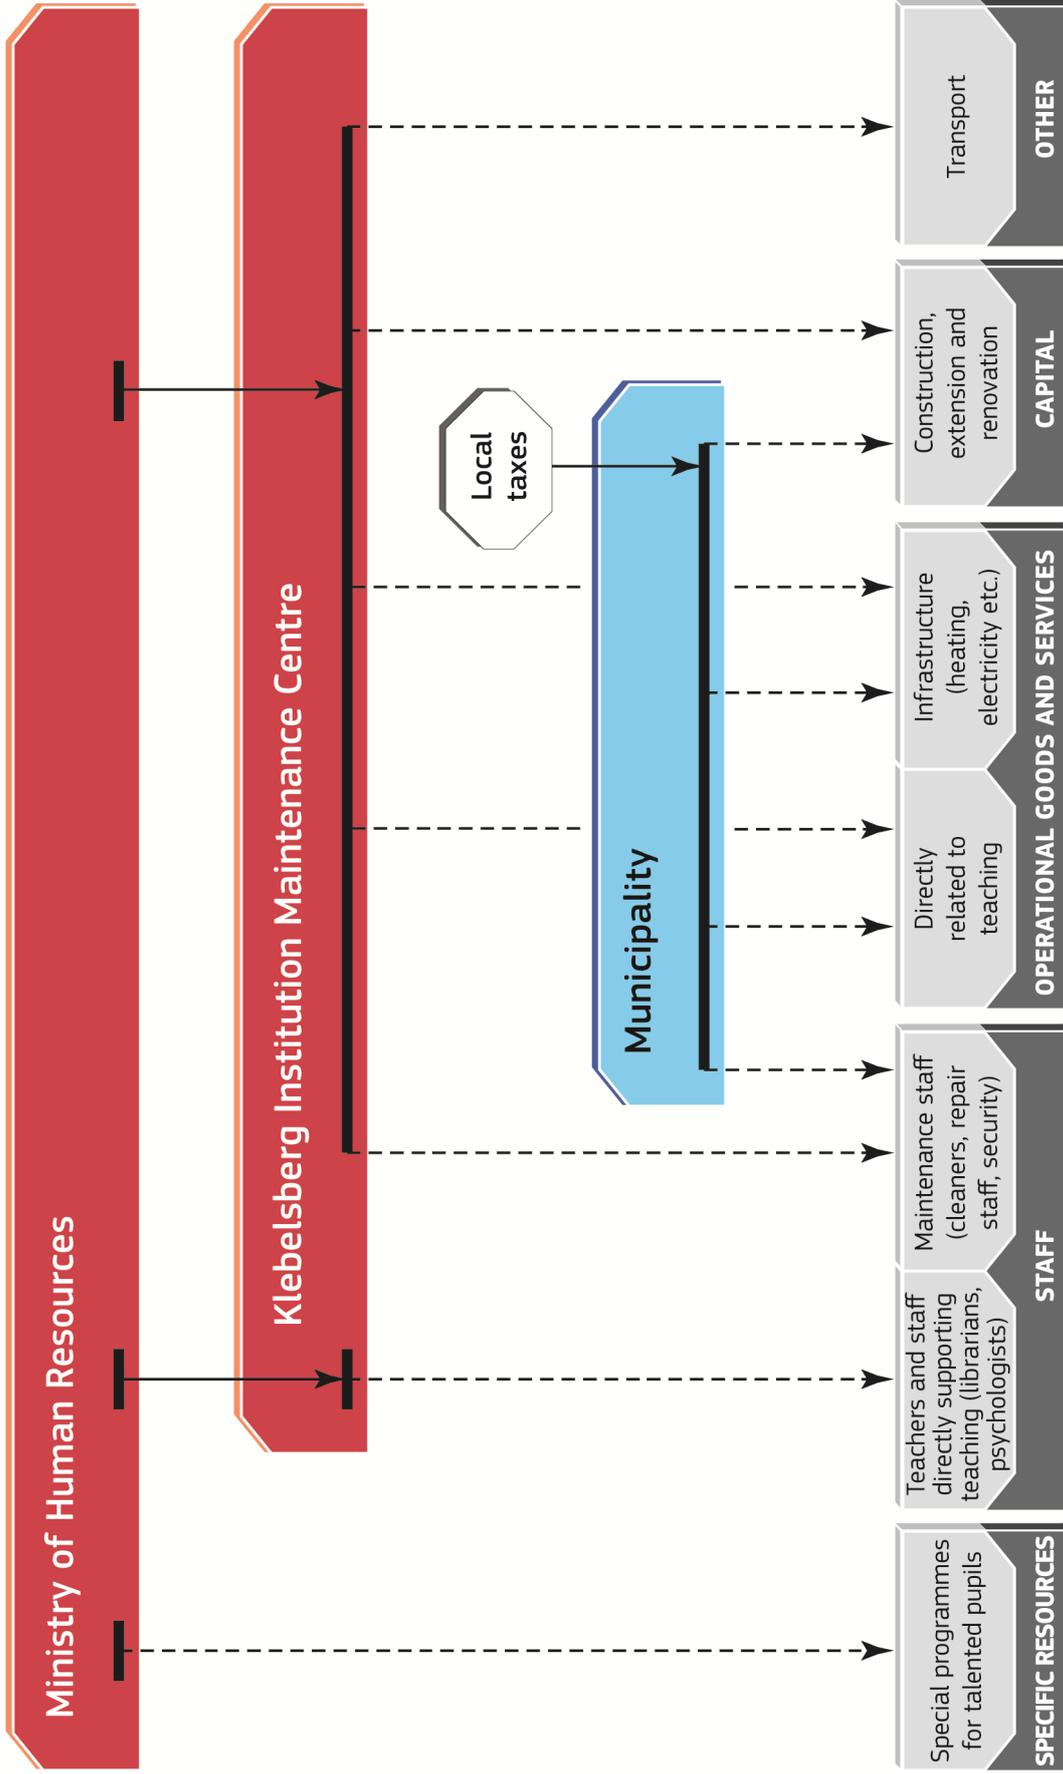 Ministry of Human Resources
Klebelsberg Institution Maintenance Centre
Local
taxes
Municipality
Special programmes
for talented pupils
SPECIFIC RESOURCES
Teachers and staff
directly supporting
teaching (librarians,
psychologists)
Maintenance staff
(cleaners, repair
staff, security)
STAFF
Directly
related to
teaching
Infrastructure
(heating,
electricity etc.)
OPERATIONAL GOODS AND SERVICES
Construction,
extension and
renovation
CAPITAL
Transport
OTHER